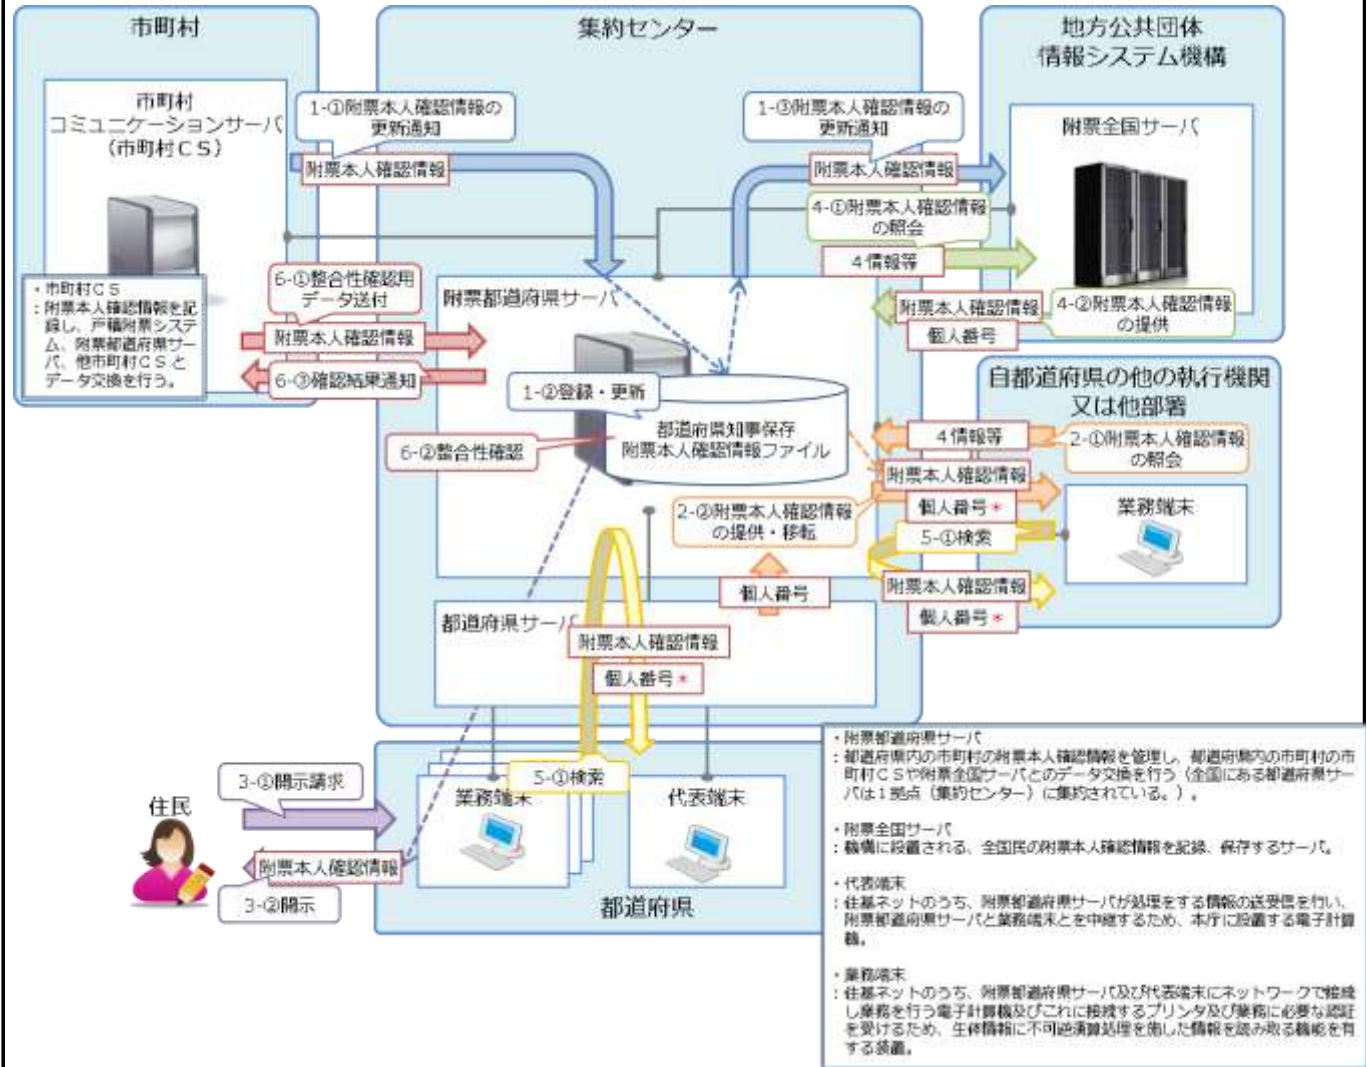 市町村
市町村
コミュニケーションサーバ
（市町村ＣＳ）
・市町村ＣＳ
：附票本人確認情報を記
録し、戸籍附票システ
ム、附票都道府県サー
バ、他市町村ＣＳと
データ交換を行う。
集約センター
1-①附票本人確認情報の
更新通知
附票本人確認情報
1-③附票本人確認情報の
更新通知
附票本人確認情報
地方公共団体
情報システム機構
附票全国サーバ
4-①附票本人確認情報
の照会
４情報等
附票本人確認情報
個人番号
4-②附票本人確認情報
の提供
6-①整合性確認用
データ送付
附票本人確認情報
6-③確認結果通知
附票都道府県サーバ
1-②登録・更新
6-②整合性確認
都道府県知事保存
附票本人確認情報ファイル
自都道府県の他の執行機関
又は他部署
４情報等
2-①附票本人確認情報
の照会
附票本人確認情報
個人番号＊
2-②附票本人確認情報
の提供・移転
業務端末
5-①検索
附票本人確認情報
個人番号＊
個人番号
都道府県サーバ
附票本人確認情報
個人番号＊
住民
3-①開示請求
附票本人確認情報
3-②開示
5-①検索
業務端末
代表端末
都道府県
・附票都道府県サーバ
：都道府県内の市町村の附票本人確認情報を管理し、都道府県内の市町村の市
町村ＣＳや附票全国サーバとのデータ交換を行う（全国にある都道府県サー
バは１拠点（集約センター）に集約されている。）。
・附票全国サーバ
：機構に設置される、全国民の附票本人確認情報を記録、保存するサーバ。
・代表端末
：住基ネットのうち、附票都道府県サーバが処理をする情報の送受信を行い、
附票都道府県サーバと業務端末とを中継するため、本庁に設置する電子計算
機。
・業務端末
：住基ネットのうち、附票都道府県サーバ及び代表端末にネットワークで接続
し業務を行う電子計算機及びこれに接続するプリンタ及び業務に必要な認証
を受けるため、生体情報に不可逆演算処理を施した情報を読み取る機能を有
する装置。